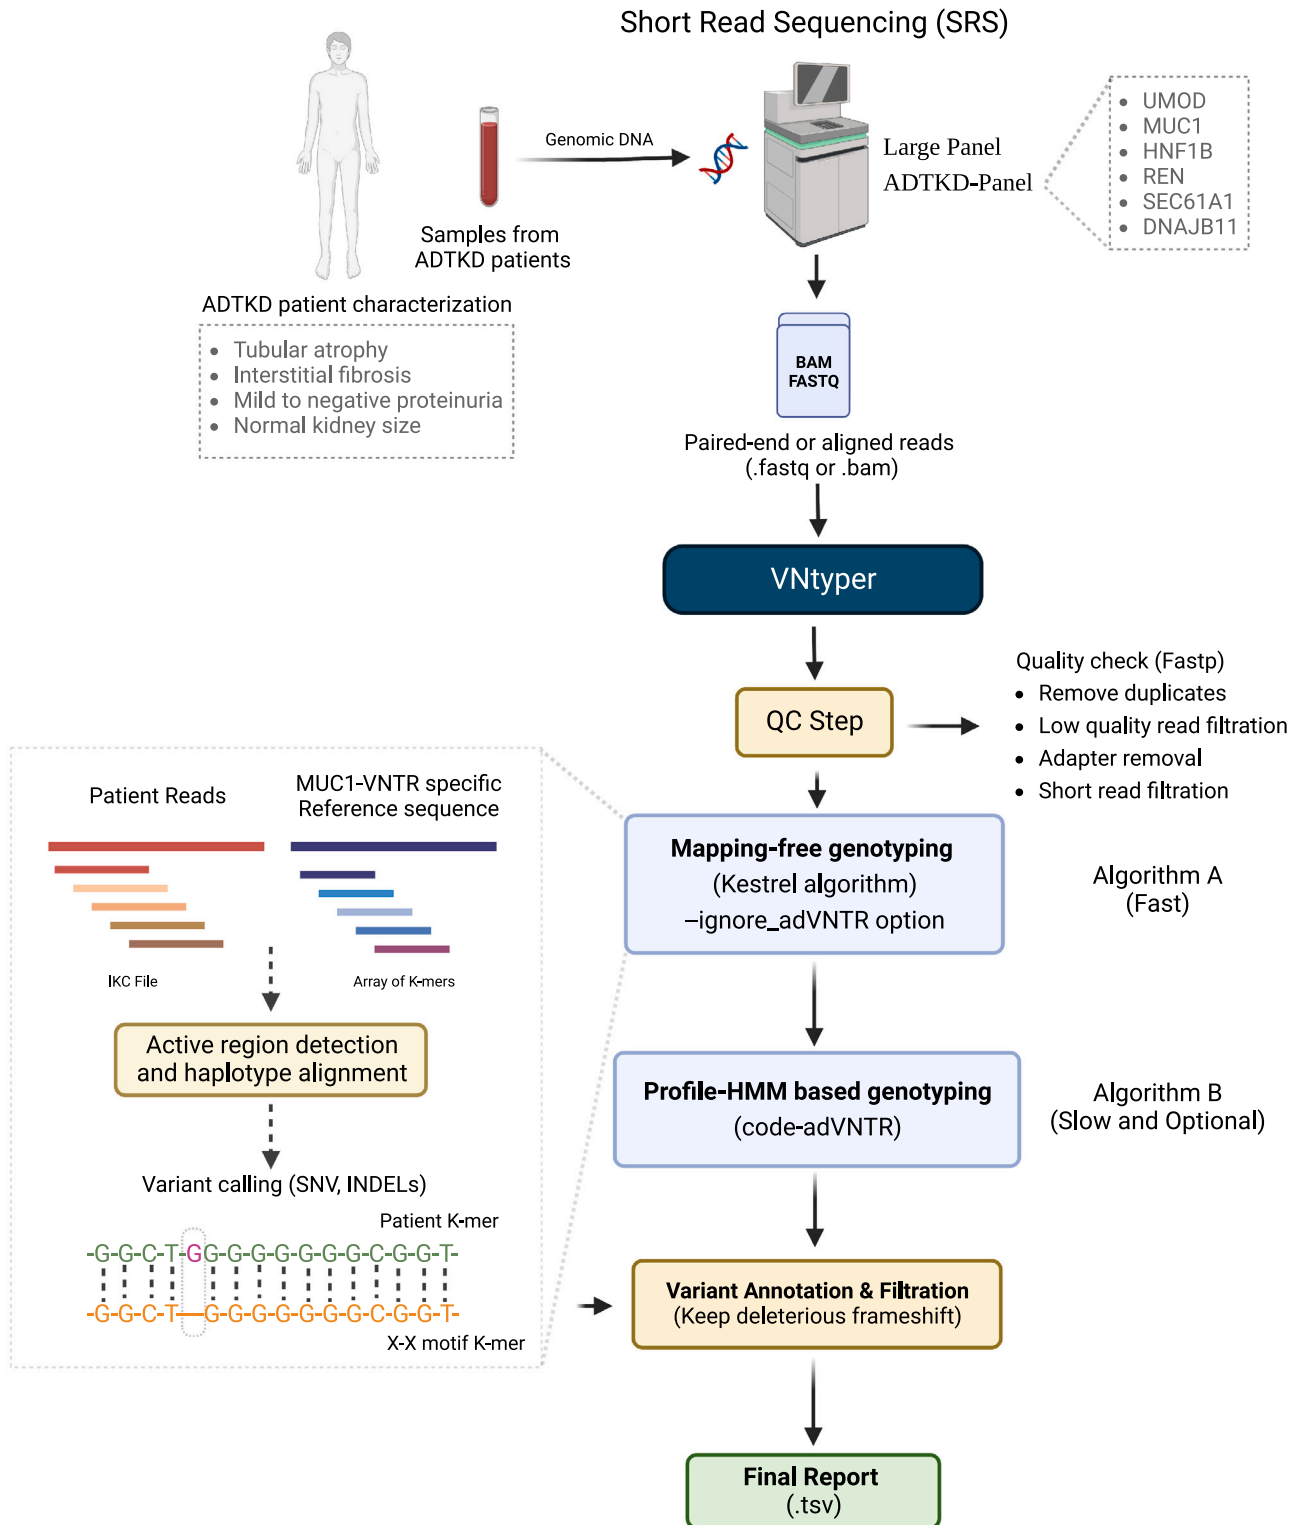 Short Read Sequencing (SRS)
Genomic DNA
Large Panel
ADTKD-Panel
• UMOD
• MUC1
• HNF1B
• REN
• SEC61A1
• DNAJB11
Samples from
ADTKD patients
ADTKD patient characterization
• Tubular atrophy
• Interstitial fibrosis
• Mild to negative proteinuria
• Normal kidney size
BAM
FASTQ
Paired-end or aligned reads
(.fastq or .bam)
VNtyper
QC Step
Quality check (Fastp)
• Remove duplicates
• Low quality read filtration
• Adapter removal
• Short read filtration
Patient Reads
MUC1-VNTR specific
Reference sequence
IKC File
Array of K-mers
Active region detection
and haplotype alignment
Variant calling (SNV, INDELs)
Patient K-mer
-G-G-C-T-G-G-G-G-G-G-G-G-C-G-G-T-
-G-G-C-T—G-G-G-G-G-G-G-C-G-G-T-
X-X motif K-mer
Mapping-free genotyping
(Kestrel algorithm)
–ignore_adVNTR option
Algorithm A
(Fast)
Profile-HMM based genotyping
(code-adVNTR)
Algorithm B
(Slow and Optional)
Variant Annotation & Filtration
(Keep deleterious frameshift)
Final Report
(.tsv)